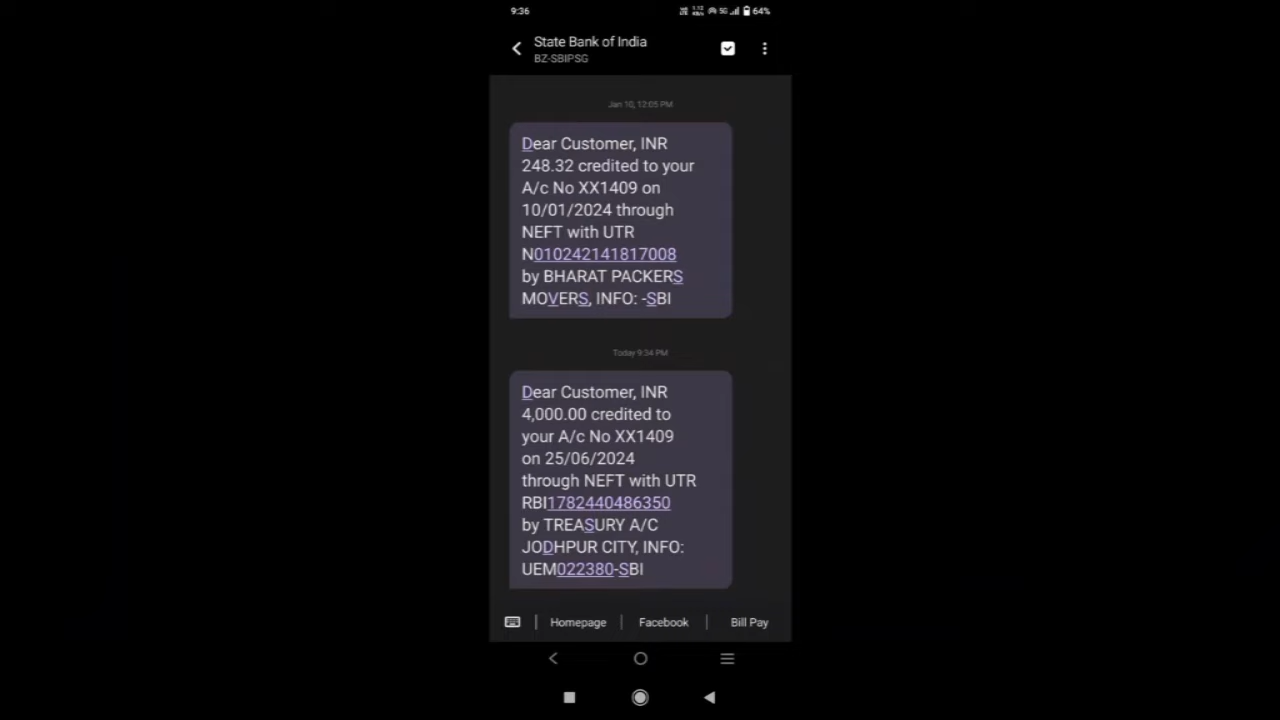 9:36
5G 64%
State Bank of India
BZ-SBIPSG
Jan 10, 12:05 PM
Dear Customer, INR
248.32 credited to your
A/c No XX1409 on
10/01/2024 through
NEFT with UTR
N010242141817008
by BHARAT PACKERS
MOVERS, INFO: -SBI
Today 9:34 PM
Dear Customer, INR
4,000.00 credited to
your A/c No XX1409
on 25/06/2024
through NEFT with UTR
RBI1782440486350
by TREASURY A/C
JODHPUR CITY, INFO:
UEM022380-SBI
Homepage | Facebook | Bill Pay